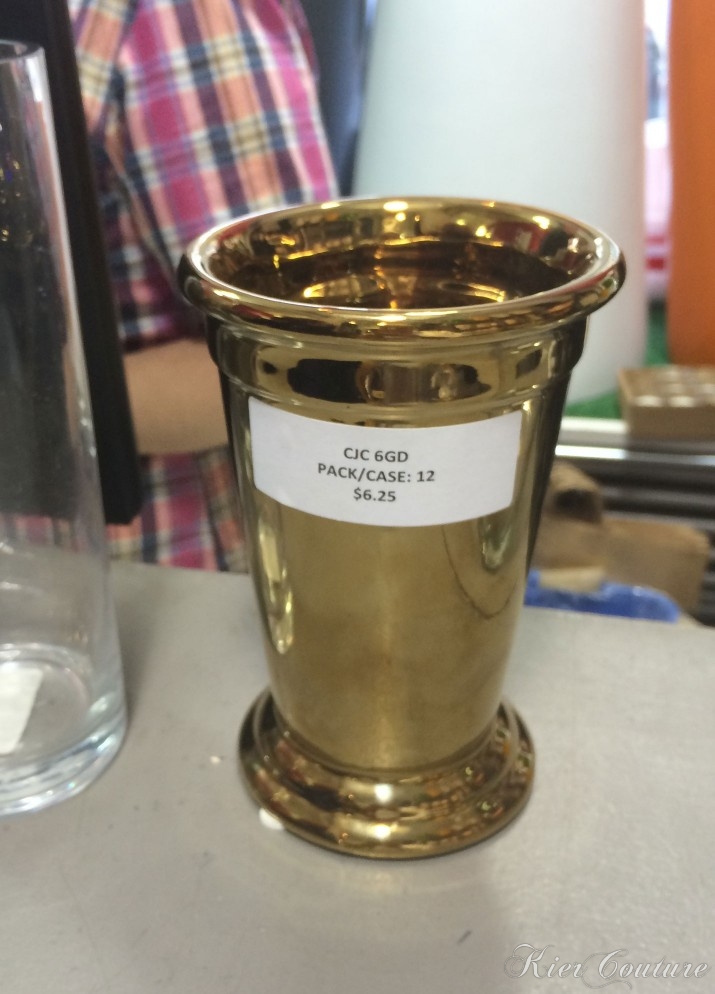 CJC 6GD
PACK/CASE: 12
$6.25
Kier Couture